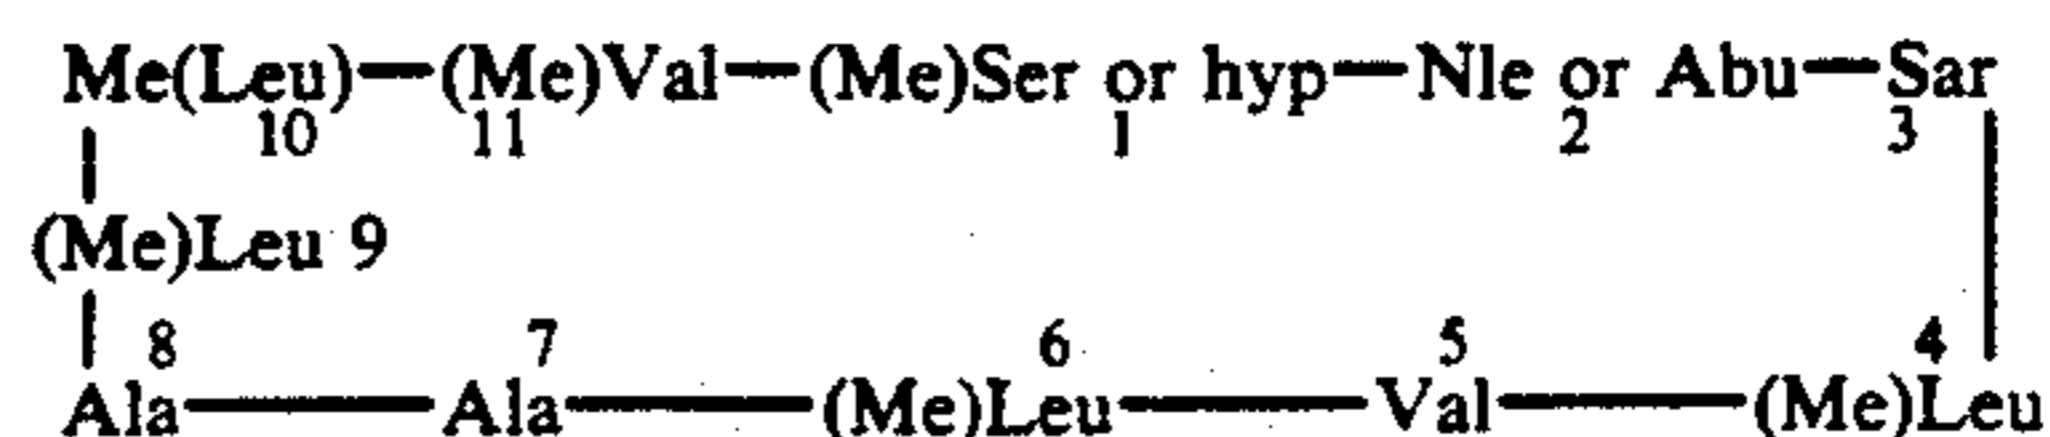 Me(Leu)—(Me)Val—(Me)Ser or hyp—Nle or Abu—Sar
10 11 1 2 3
(Me)Leu 9
8 7 6 5 4
Ala—Ala—(Me)Leu—Val—(Me)Leu